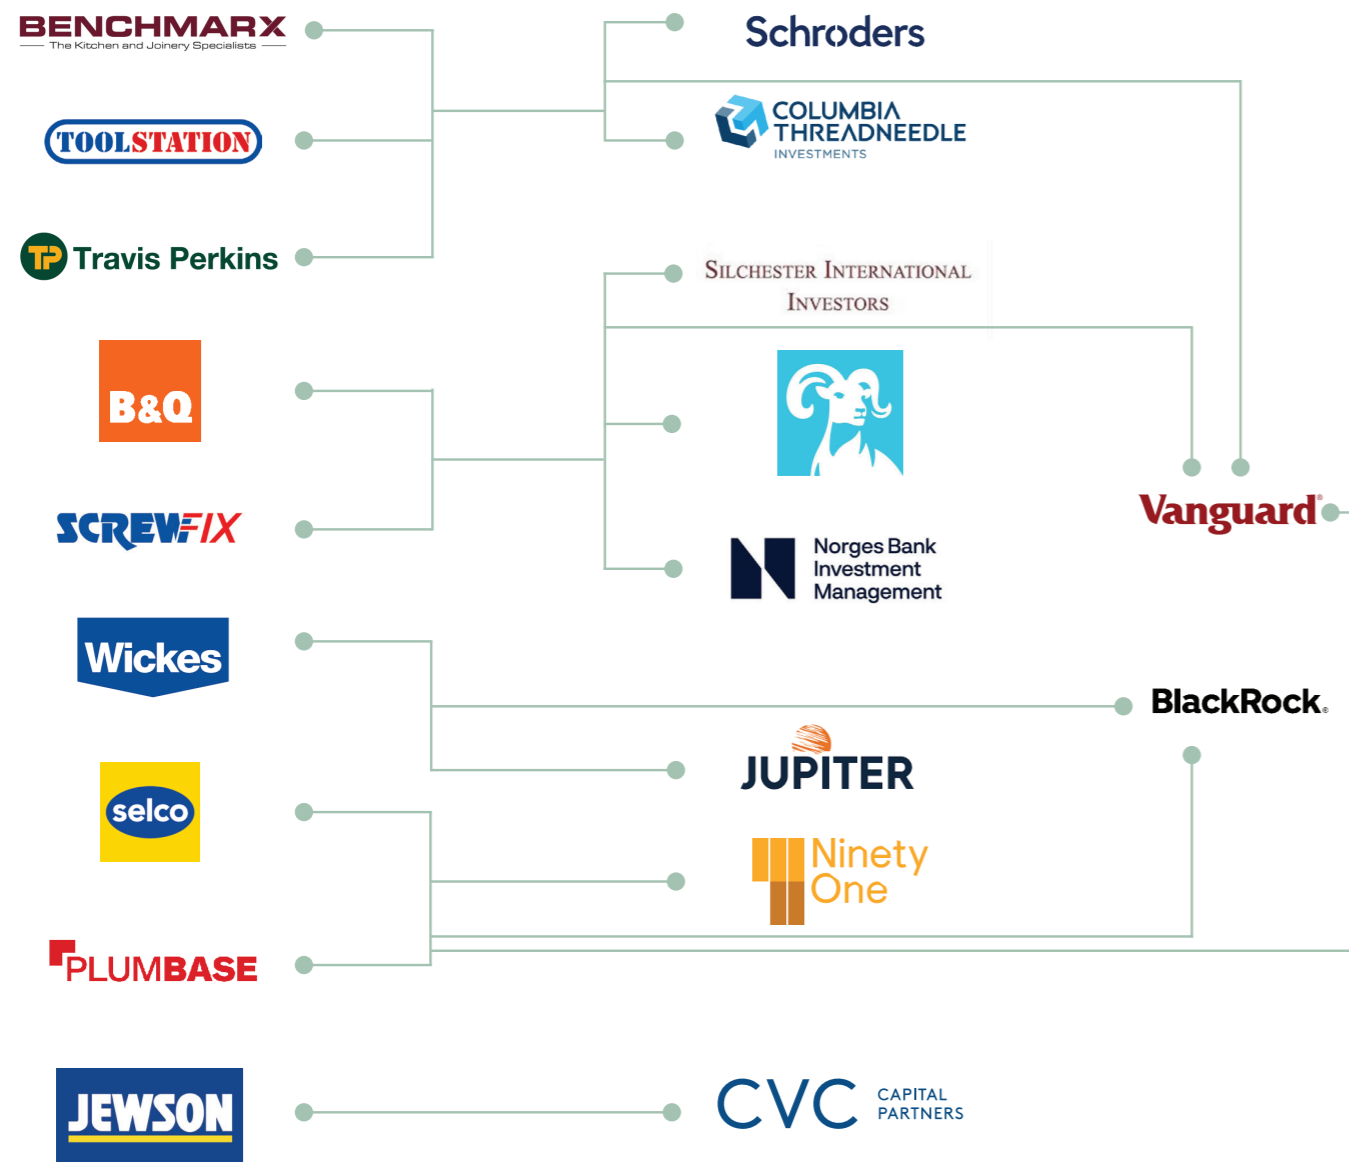 BENCHMARX
The Kitchen and Joinery Specialists
Schroders
TOOLSTATION
COLUMBIA
THREADNEEDLE
INVESTMENTS
TP Travis Perkins
SILCHESTER INTERNATIONAL
INVESTORS
B&Q
SCREWFIX
Vanguard®
Norges Bank
Investment
Management
Wickes
BlackRock®
JUPITER
selco
Ninety
One
PLUMBASE
JEWSON
CVC CAPITAL
PARTNERS